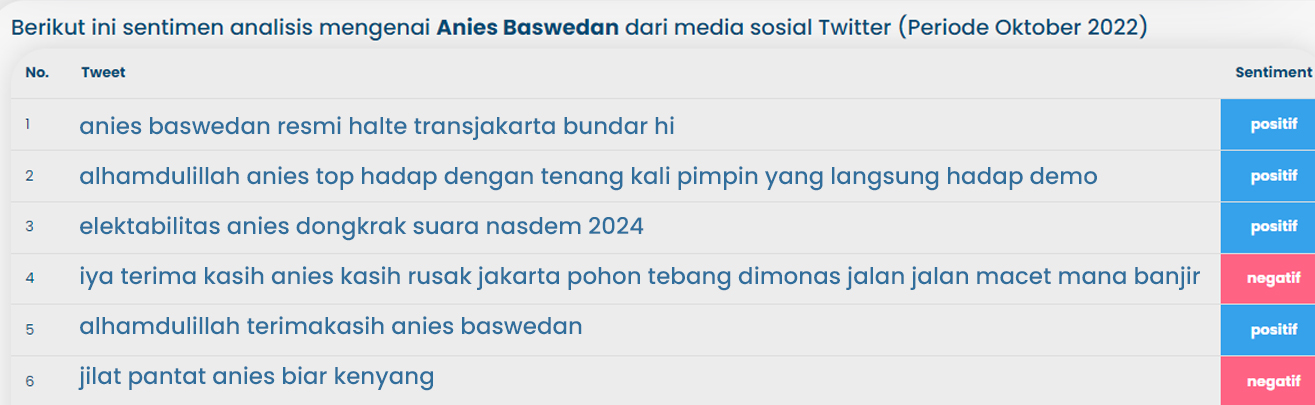 Berikut ini sentimen analisis mengenai Anies Baswedan dari media sosial Twitter (Periode Oktober 2022)
No. Tweet Sentiment
1 anies baswedan resmi halte transjakarta bundar hi positif
2 alhamdulillah anies top hadap dengan tenang kali pimpin yang langsung hadap demo positif
3 elektabilitas anies dongkrak suara nasdem 2024 positif
4 iya terima kasih anies kasih rusak jakarta pohon tebang dimonas jalan jalan macet mana banjir negatif
5 alhamdulillah terimakasih anies baswedan positif
6 jilat pantat anies biar kenyang negatif